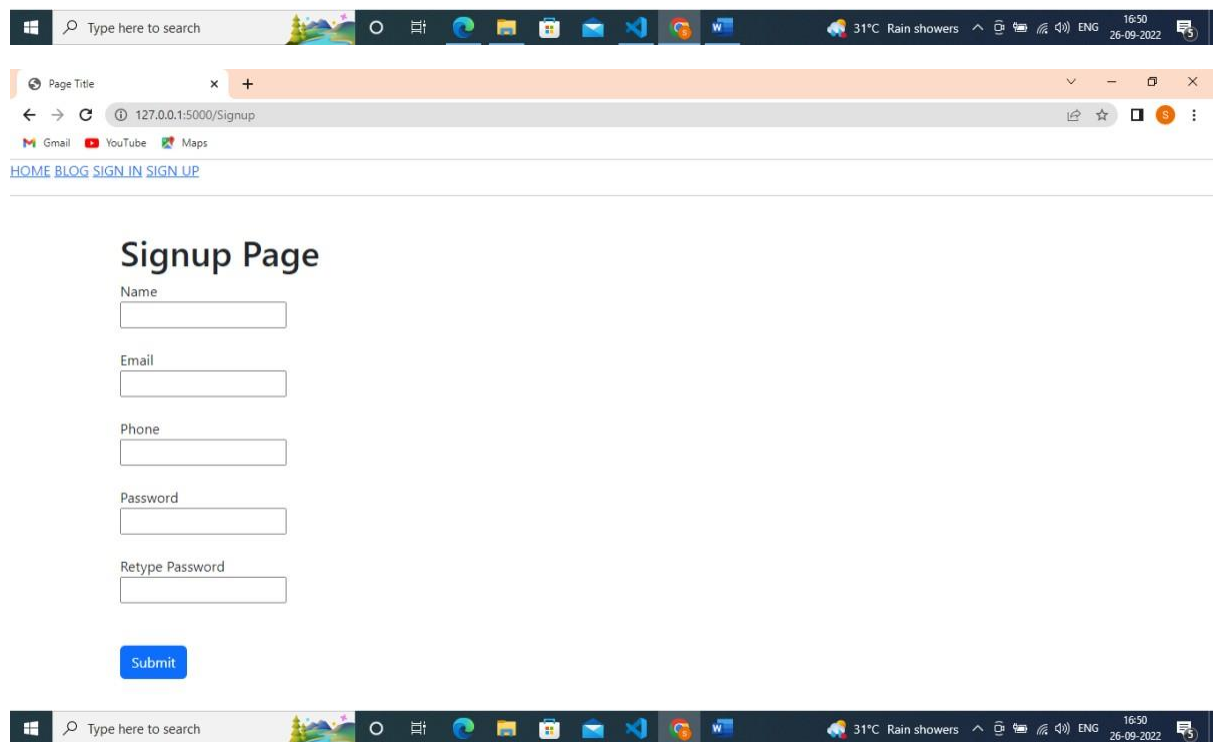 Type here to search 31°C Rain showers ENG 16:50
26-09-2022 5
Page Title
127.0.0.1:5000/Signup S
Gmail YouTube Maps
HOME BLOG SIGN IN SIGN UP
Signup Page
Name
Email
Phone
Password
Retype Password
Submit
Type here to search 31°C Rain showers ENG 16:50
26-09-2022 5